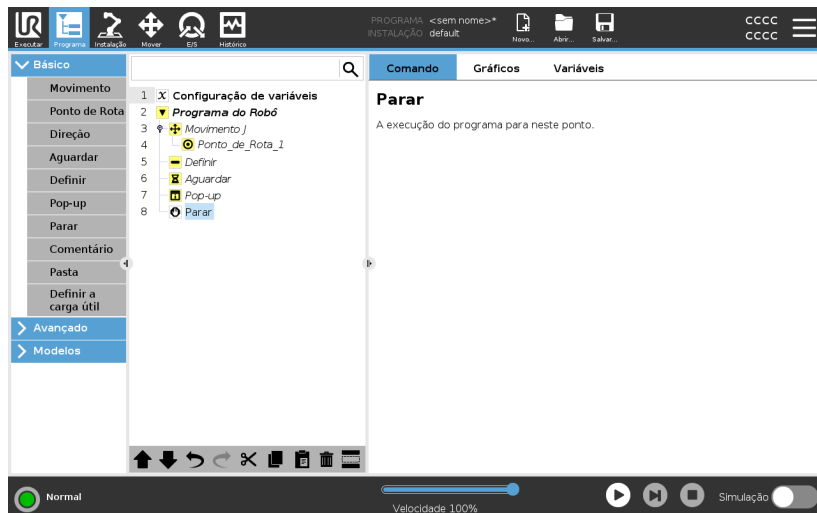 UR
Executar
Programa
Instalação
Mover
E/S
Histórico
PROGRAMA <sem nome>*
INSTALAÇÃO default
Novo...
Abrir...
Salvar...
cccc
cccc
Básico
Movimento
Ponto de Rota
Direção
Aguardar
Definir
Pop-up
Parar
Comentário
Pasta
Definir a
carga útil
Avançado
Modelos
1 X Configuração de variáveis
2 Programa do Robô
3 Movimento J
4 Ponto_de_Rota_1
5 Definir
6 Aguardar
7 Pop-up
8 Parar
Comando
Gráficos
Variáveis
Parar
A execução do programa para neste ponto.
Normal
Velocidade 100%
Simulação